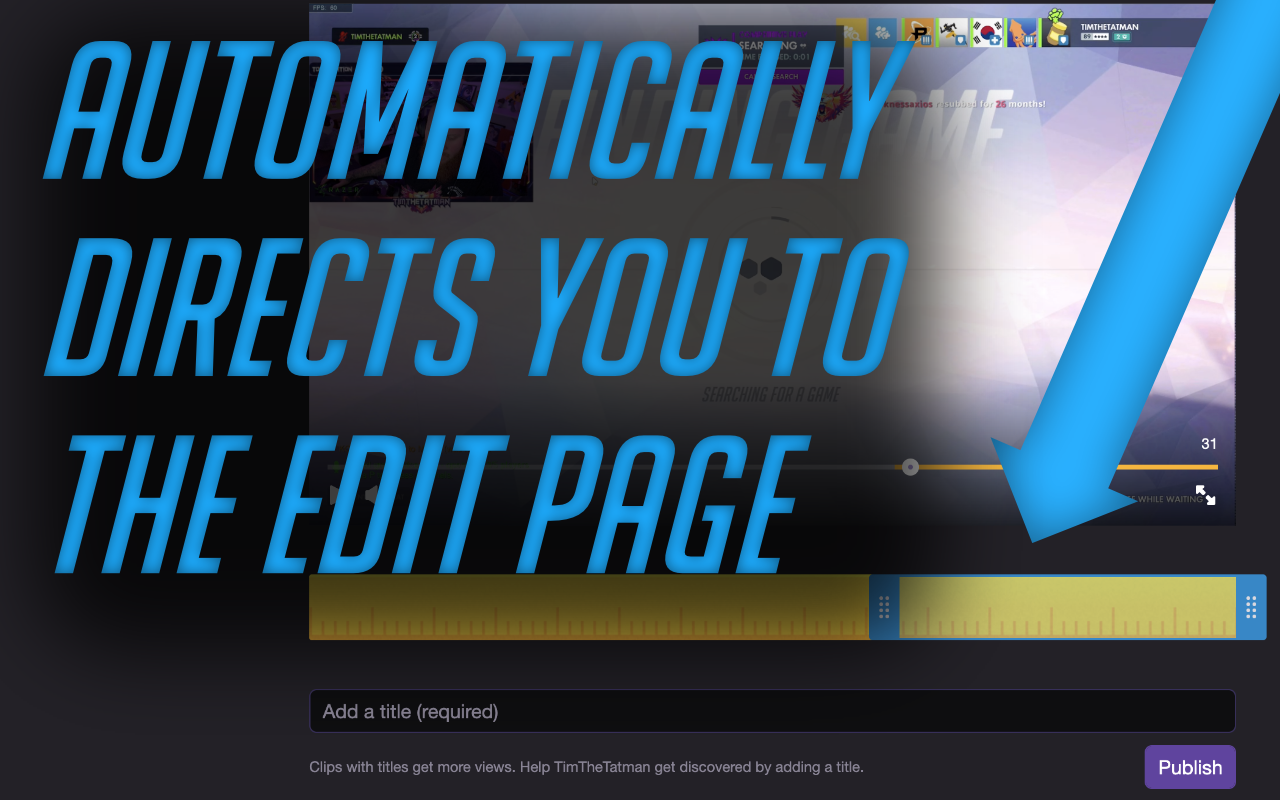 FPS: 60
TIMTHETATMAN
TIMTHETATMAN
89
SEARCHING
SEARCH
resubbed for 26 months!
AUTOMATICALLY
DIRECTS YOU TO
THE EDIT PAGE
TIMTHETATMAN
SEARCHING FOR A GAME
31
WHILE WAITING
Add a title (required)
Clips with titles get more views. Help TimTheTatman get discovered by adding a title.
Publish